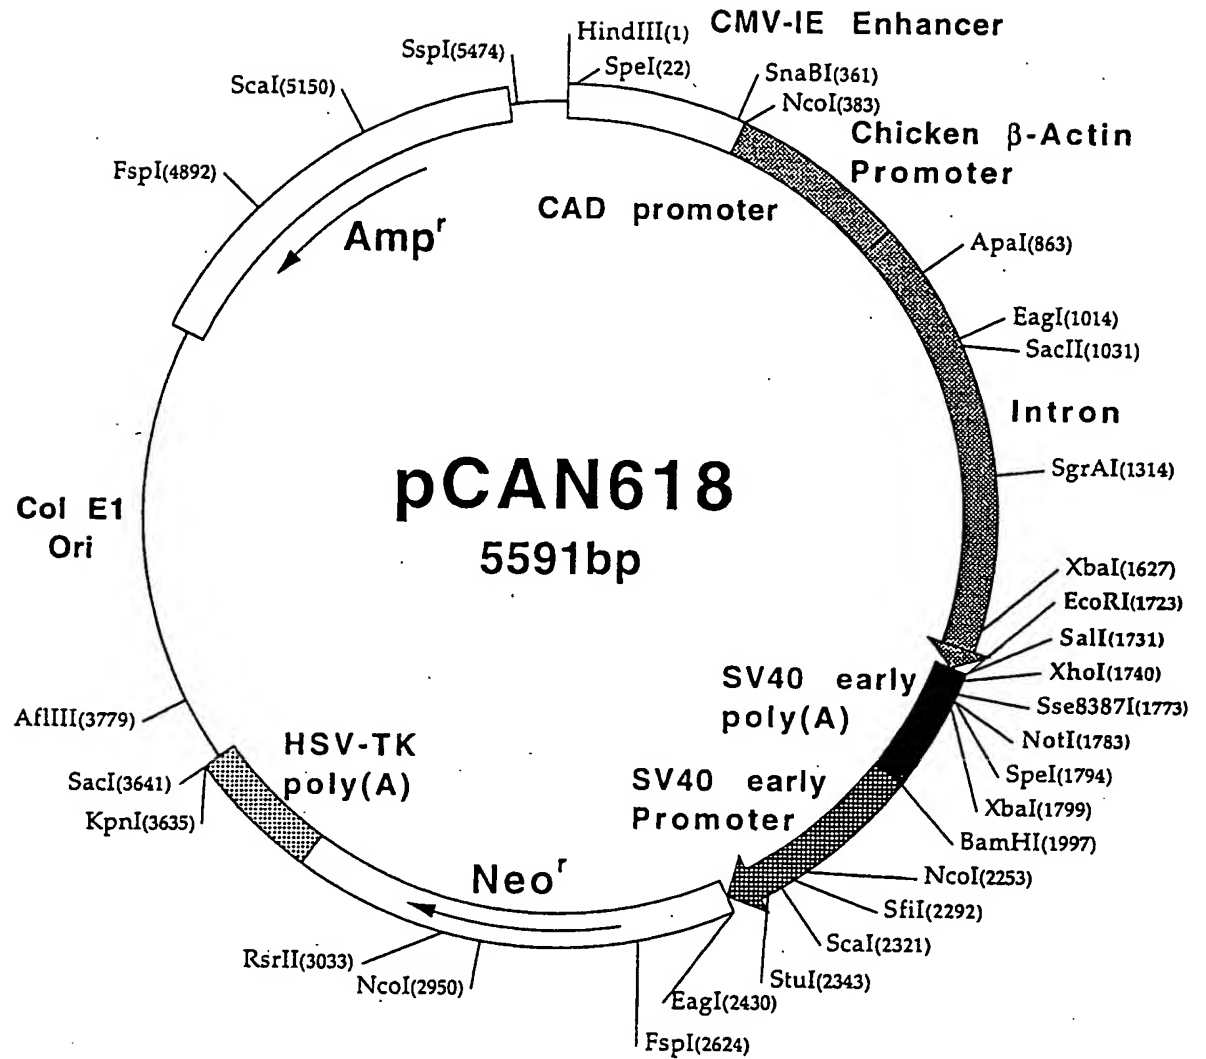 HindIII(1)
CMV-IE Enhancer
SspI(5474)
SpeI(22)
SnaBI(361)
ScaI(5150)
NcoI(383)
Chicken β-Actin
Promoter
FspI(4892)
CAD promoter
Ampr
ApaI(863)
EagI(1014)
SacII(1031)
Intron
SgrAI(1314)
pCAN618
5591bp
Col E1
Ori
XbaI(1627)
EcoRI(1723)
SalI(1731)
XhoI(1740)
Sse8387I(1773)
NotI(1783)
SpeI(1794)
XbaI(1799)
BamHI(1997)
SV40 early
poly(A)
SV40 early
Promoter
NcoI(2253)
SfiI(2292)
ScaI(2321)
StuI(2343)
EagI(2430)
FspI(2624)
Neor
NcoI(2950)
RsrII(3033)
HSV-TK
poly(A)
KpnI(3635)
SacI(3641)
AflIII(3779)